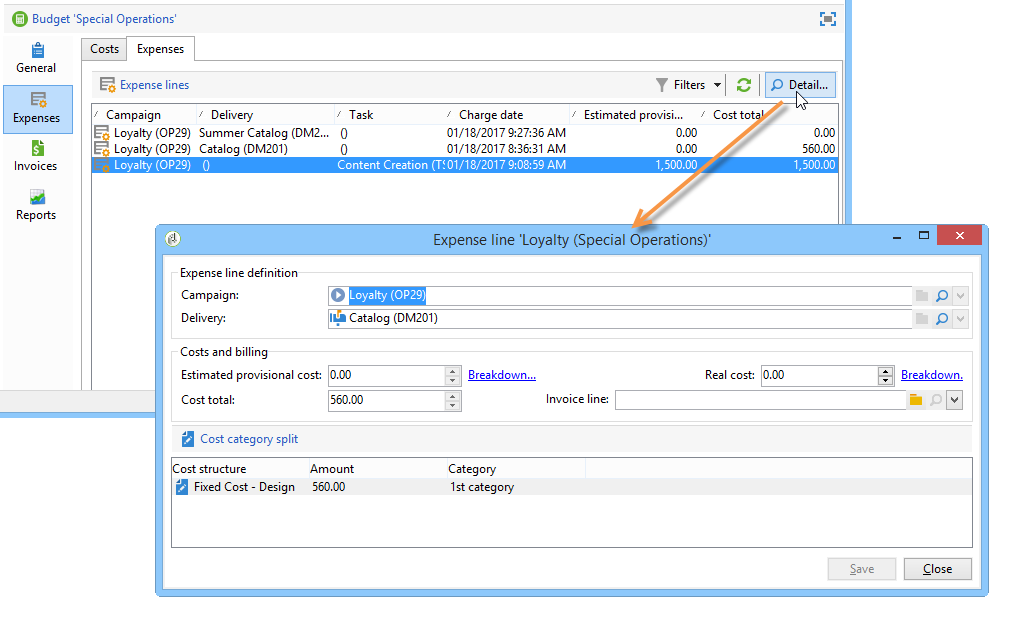 Budget 'Special Operations'
General
Expenses
Invoices
Reports
Costs Expenses
Expense lines Filters Detail...
Campaign Delivery Task Charge date Estimated provisi... Cost total
Loyalty (OP29) Summer Catalog (DM2... () 01/18/2017 9:27:36 AM 0.00 0.00
Loyalty (OP29) Catalog (DM201) () 01/18/2017 8:36:31 AM 0.00 560.00
Loyalty (OP29) () Content Creation (TS 01/18/2017 9:08:59 AM 1,500.00 1,500.00
Expense line 'Loyalty (Special Operations)'
Expense line definition
Campaign: Loyalty (OP29)
Delivery: Catalog (DM201)
Costs and billing
Estimated provisional cost: 0.00 Breakdown... Real cost: 0.00 Breakdown.
Cost total: 560.00 Invoice line:
Cost category split
Cost structure Amount Category
Fixed Cost - Design 560.00 1st category
Save Close